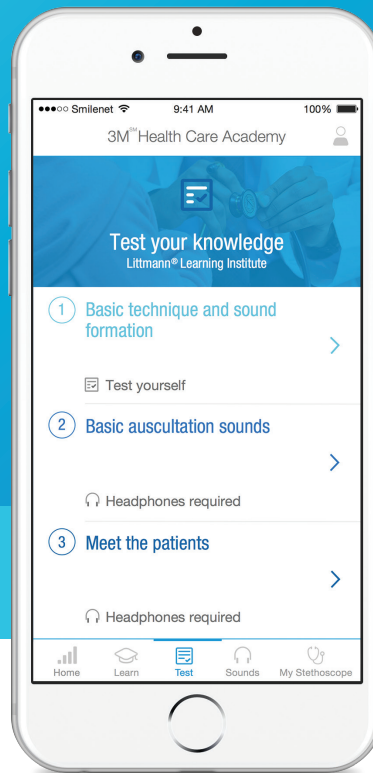 ●●●○○ Smilenet 9:41 AM 100%
3M℠ Health Care Academy
Test your knowledge
Littmann® Learning Institute
1 Basic technique and sound
formation
Test yourself
2 Basic auscultation sounds
Headphones required
3 Meet the patients
Headphones required
Home Learn Test Sounds My Stethoscope